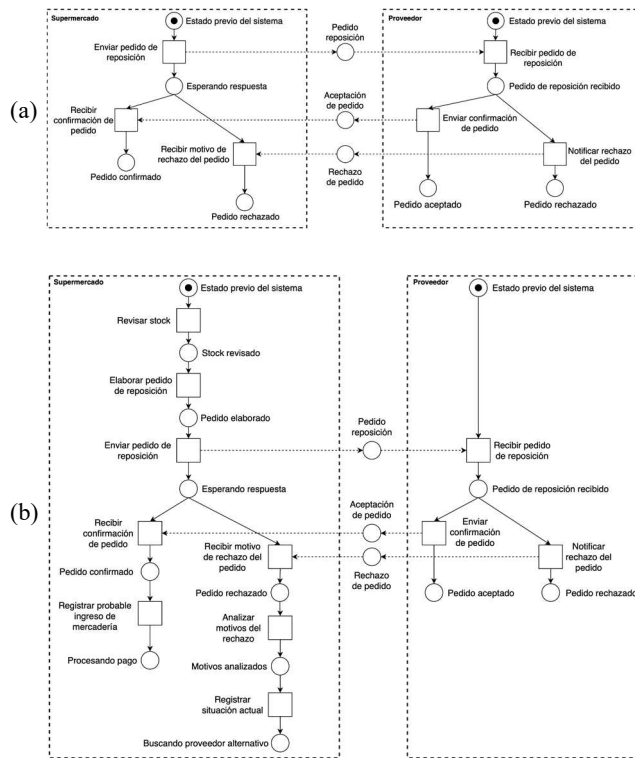 (a)
Supermercado
Estado previo del sistema
Enviar pedido de
reposición
Esperando respuesta
Recibir
confirmación de
pedido
Recibir motivo de
rechazo del pedido
Pedido confirmado
Pedido rechazado
Pedido
reposición
Aceptación
de pedido
Rechazo
de pedido
Proveedor
Estado previo del sistema
Recibir pedido de
reposición
Pedido de reposición recibido
Enviar confirmación
de pedido
Notificar rechazo
del pedido
Pedido aceptado
Pedido rechazado
(b)
Supermercado
Estado previo del sistema
Revisar stock
Stock revisado
Elaborar pedido
de reposición
Pedido elaborado
Enviar pedido de
reposición
Esperando respuesta
Recibir
confirmación
de pedido
Recibir motivo
de rechazo del
pedido
Pedido confirmado
Pedido rechazado
Registrar probable
ingreso de
mercadería
Analizar
motivos del
rechazo
Procesando pago
Motivos analizados
Registrar
situación actual
Buscando proveedor alternativo
Pedido
reposición
Aceptación
de pedido
Rechazo
de pedido
Proveedor
Estado previo del sistema
Recibir pedido
de reposición
Pedido de reposición recibido
Enviar
confirmación
de pedido
Notificar
rechazo del
pedido
Pedido aceptado
Pedido rechazado